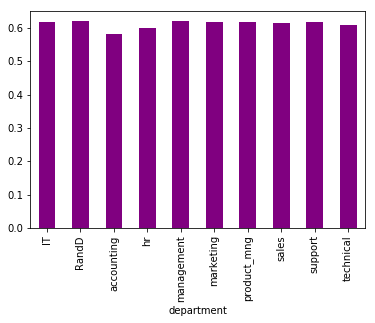 0.6
0.5
0.4
0.3
0.2
0.1
0.0
IT
RandD
accounting
hr
management
marketing
product_mng
sales
support
technical
department